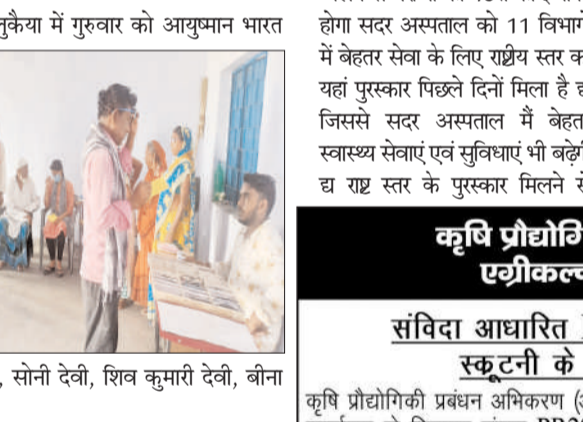 लुकैया में गुरुवार को आयुष्मान भारत
, सोनी देवी, शिव कुमारी देवी, बीना
होगा सदर अस्पताल को 11 विभागे
में बेहतर सेवा के लिए राष्ट्रीय स्तर क
यहां पुरस्कार पिछले दिनों मिला है
जिससे सदर अस्पताल मैं बेहत
स्वास्थ्य सेवाएं एवं सुविधाएं भी बढ़ेगी
द्य राष्ट्र स्तर के पुरस्कार मिलने से
कृषि प्रौद्योगि
एग्रीकल्च
संविदा आधारित
स्कूटनी के
कृषि प्रौद्योगिकी प्रबंधन अभिकरण